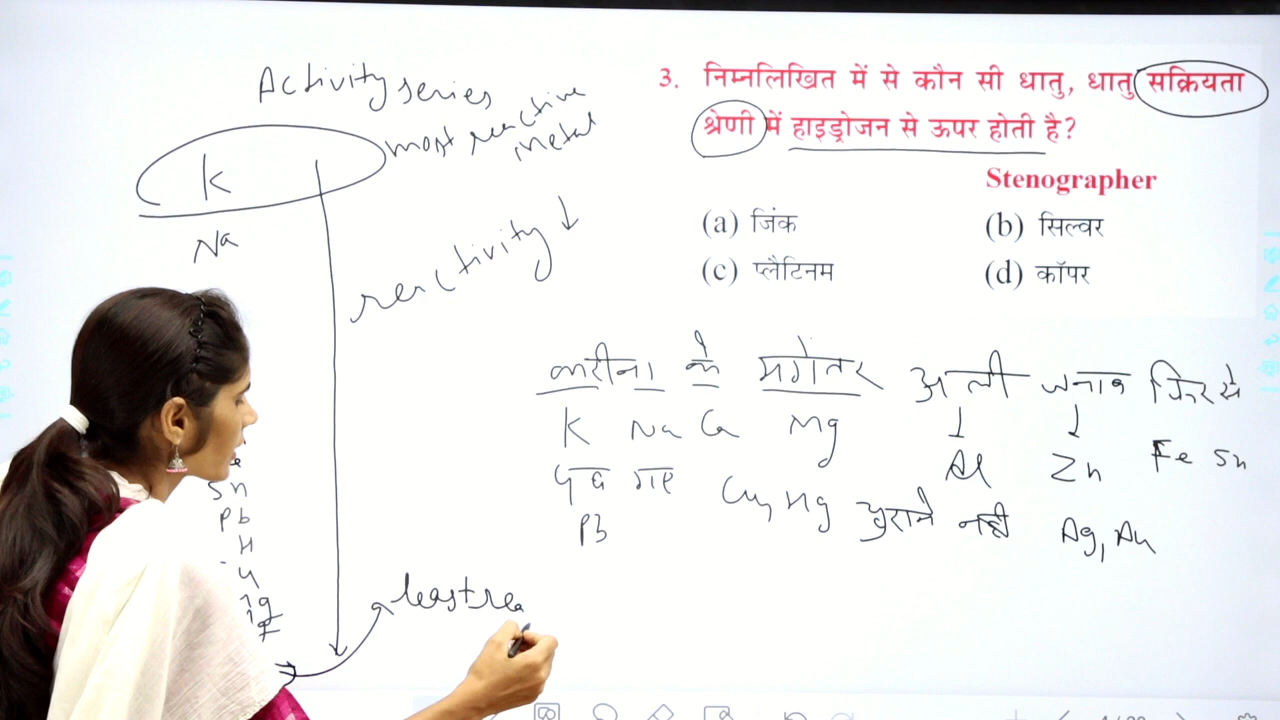 Activity series
most reactive
metal
K
Na
reactivity ↓
Sn
Pb
H
least rea
3. निम्नलिखित में से कौन सी धातु, धातु सक्रियता
श्रेणी में हाइड्रोजन से ऊपर होती है?
Stenographer
(a) जिंक (b) सिल्वर
(c) प्लैटिनम (d) कॉपर
करीना के मंगेतर अली जनाब फिर से
K Na Ca Mg Al Zn Fe Sn
गए Cu, Hg पुराने नहीं Ag, Au
Pb